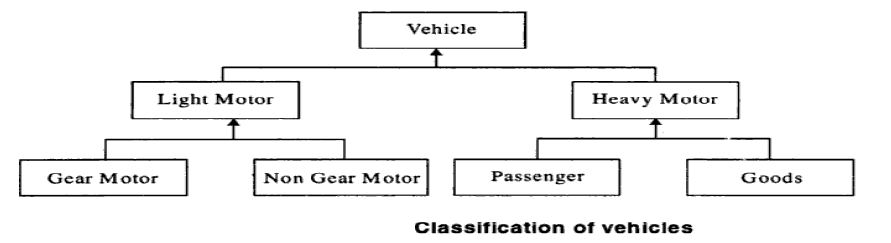 Vehicle
Light Motor
Heavy Motor
Gear Motor
Non Gear Motor
Passenger
Goods
Classification of vehicles